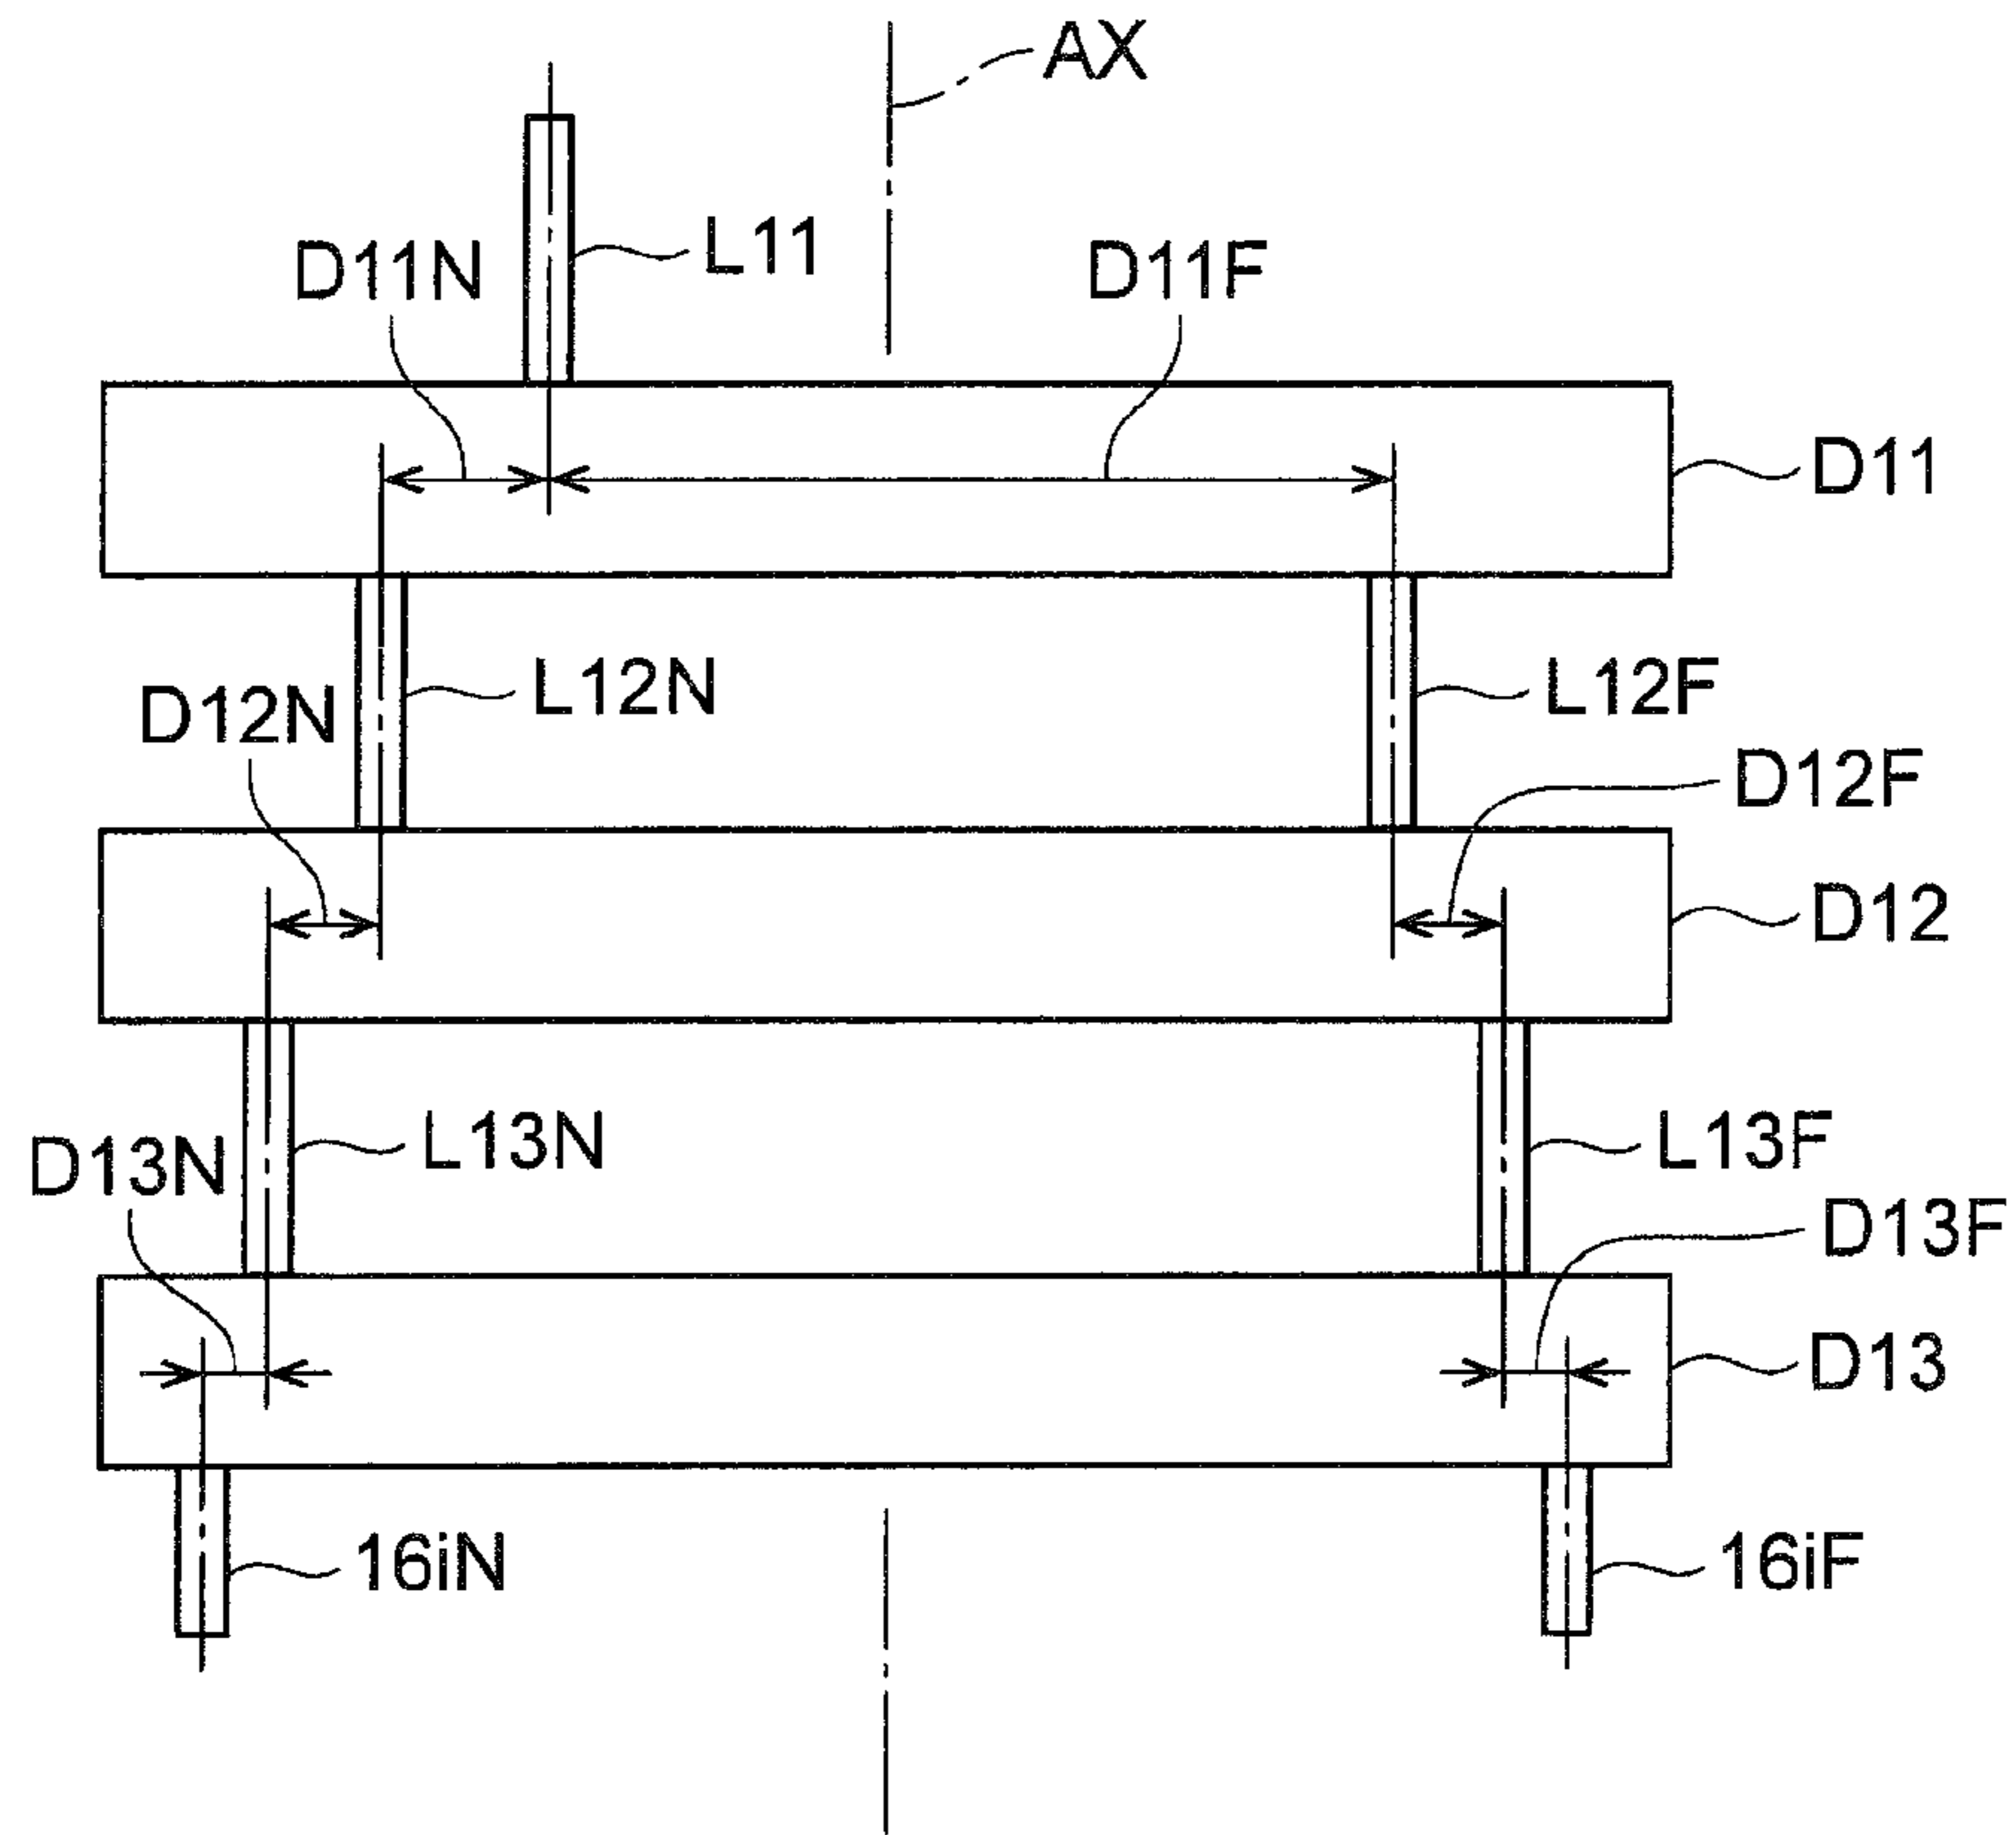 AX
L11
D11N
D11F
D11
L12N
L12F
D12N
D12F
D12
L13N
L13F
D13N
D13F
D13
16iN
16iF